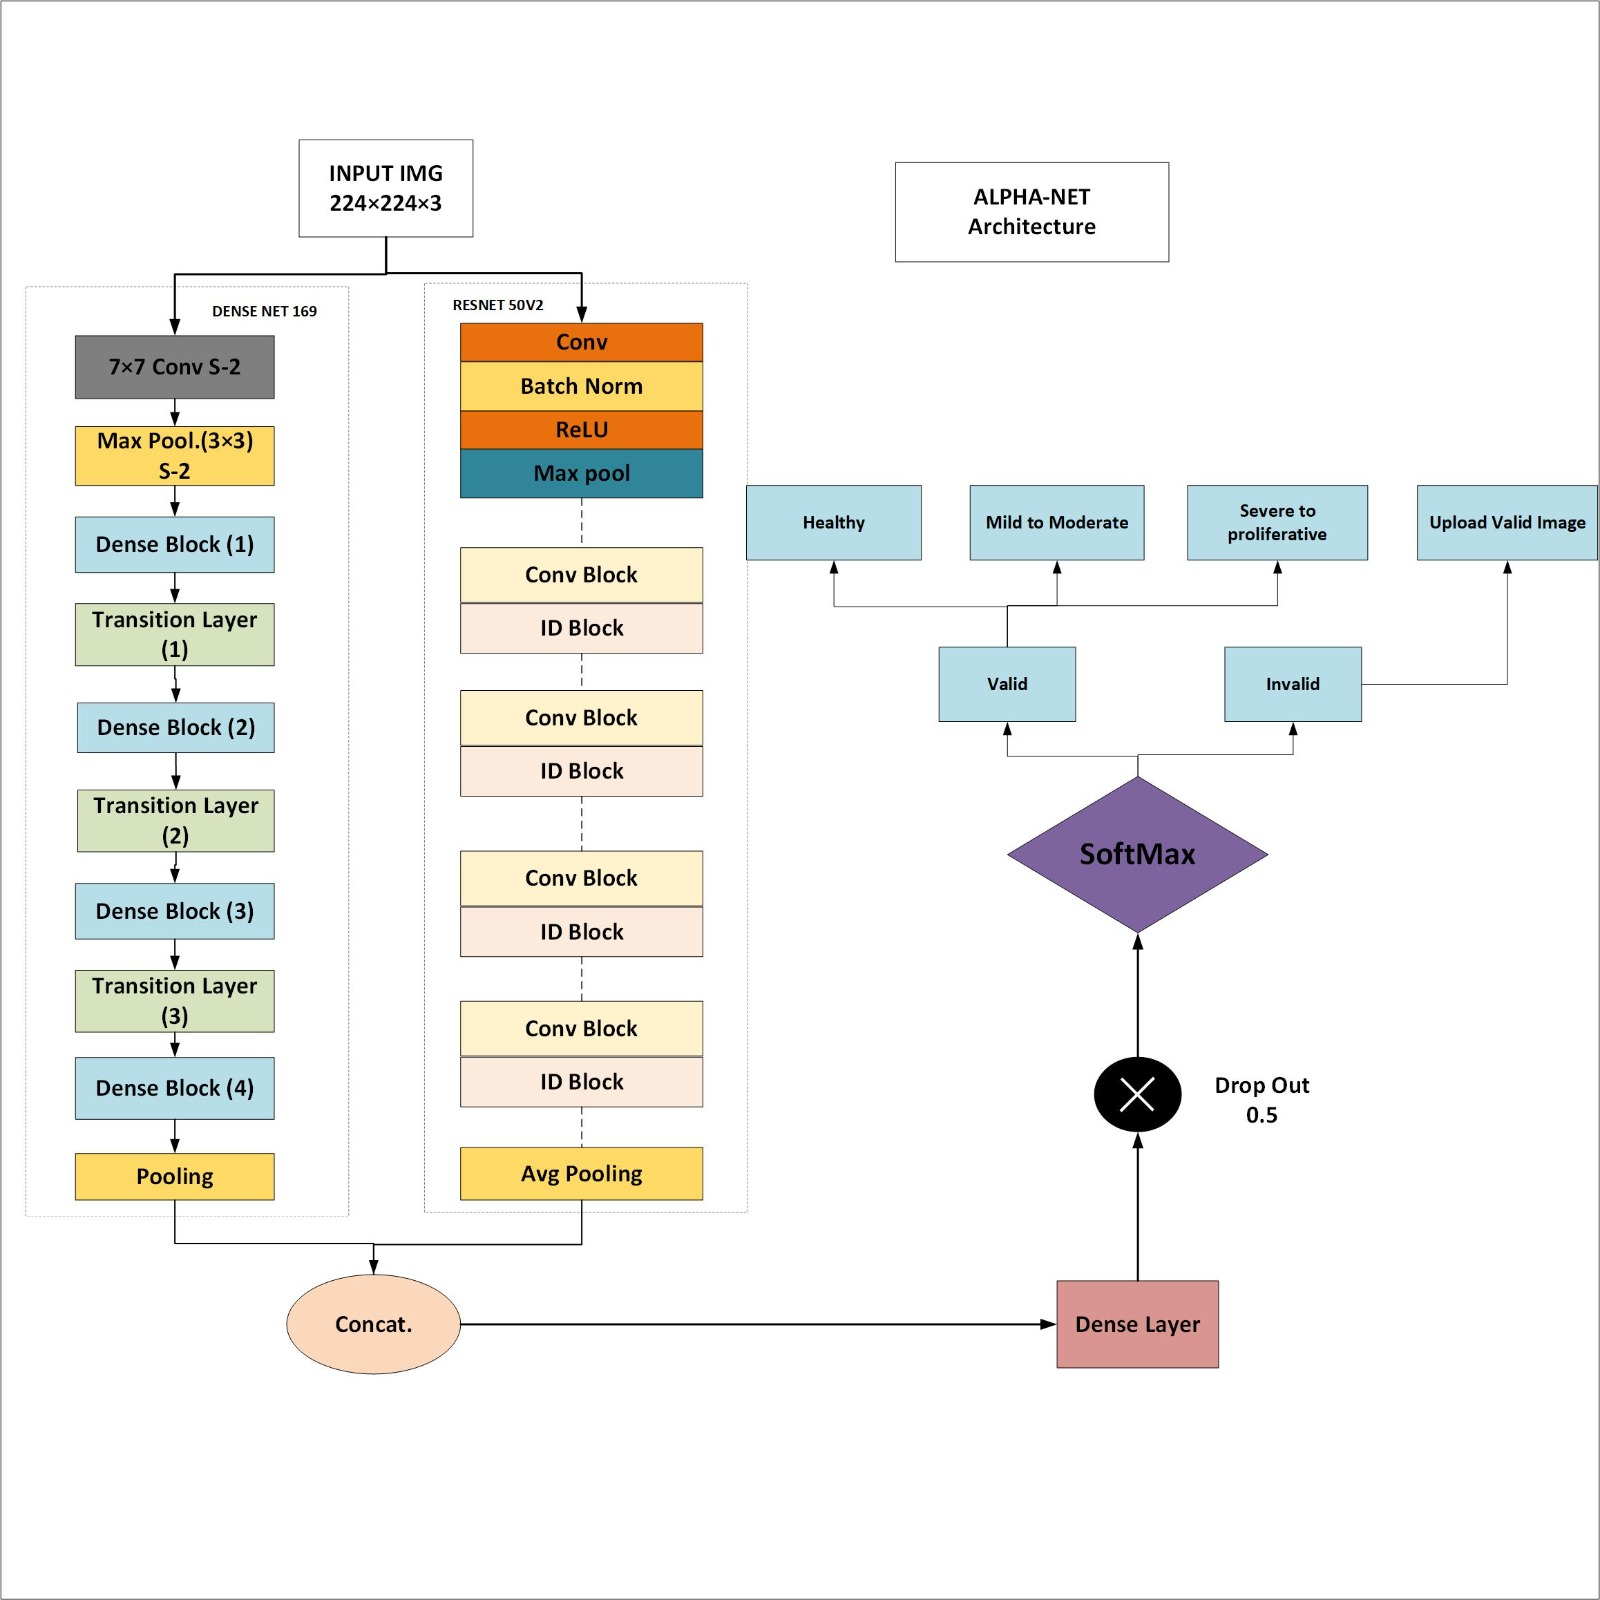 INPUT IMG
224×224×3
ALPHA-NET
Architecture
DENSE NET 169
7×7 Conv S-2
Max Pool.(3×3)
S-2
Dense Block (1)
Transition Layer
(1)
Dense Block (2)
Transition Layer
(2)
Dense Block (3)
Transition Layer
(3)
Dense Block (4)
Pooling
RESNET 50V2
Conv
Batch Norm
ReLU
Max pool
Conv Block
ID Block
Conv Block
ID Block
Conv Block
ID Block
Conv Block
ID Block
Avg Pooling
Concat.
Dense Layer
Drop Out
0.5
SoftMax
Valid
Invalid
Healthy
Mild to Moderate
Severe to
proliferative
Upload Valid Image